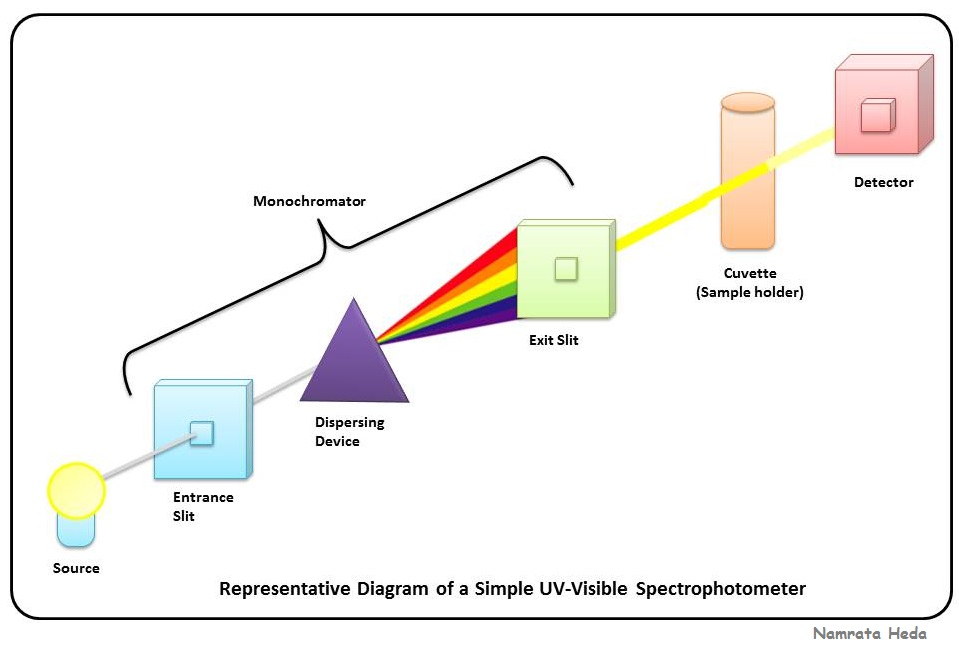 Monochromator
Detector
Cuvette
(Sample holder)
Exit Slit
Dispersing
Device
Entrance
Slit
Source
Representative Diagram of a Simple UV-Visible Spectrophotometer
Namrata Heda